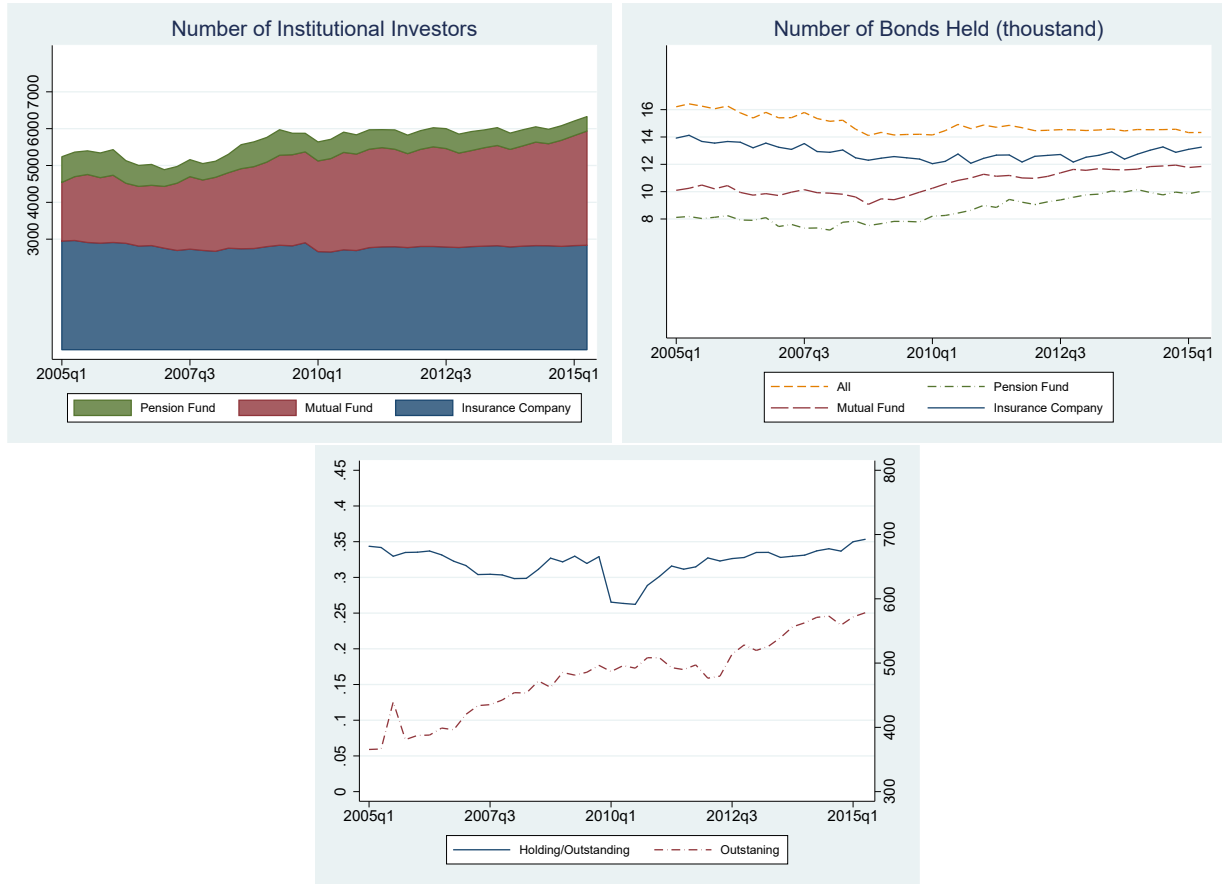 Number of Institutional Investors
7000
6000
5000
4000
3000
2005q1 2007q3 2010q1 2012q3 2015q1
Pension Fund Mutual Fund Insurance Company
Number of Bonds Held (thoustand)
16
14
12
10
8
2005q1 2007q3 2010q1 2012q3 2015q1
All Pension Fund
Mutual Fund Insurance Company
.45 800
.4
.35 700
.3
.25 600
.2 500
.15
.1 400
.05
0 300
2005q1 2007q3 2010q1 2012q3 2015q1
Holding/Outstanding Outstaning